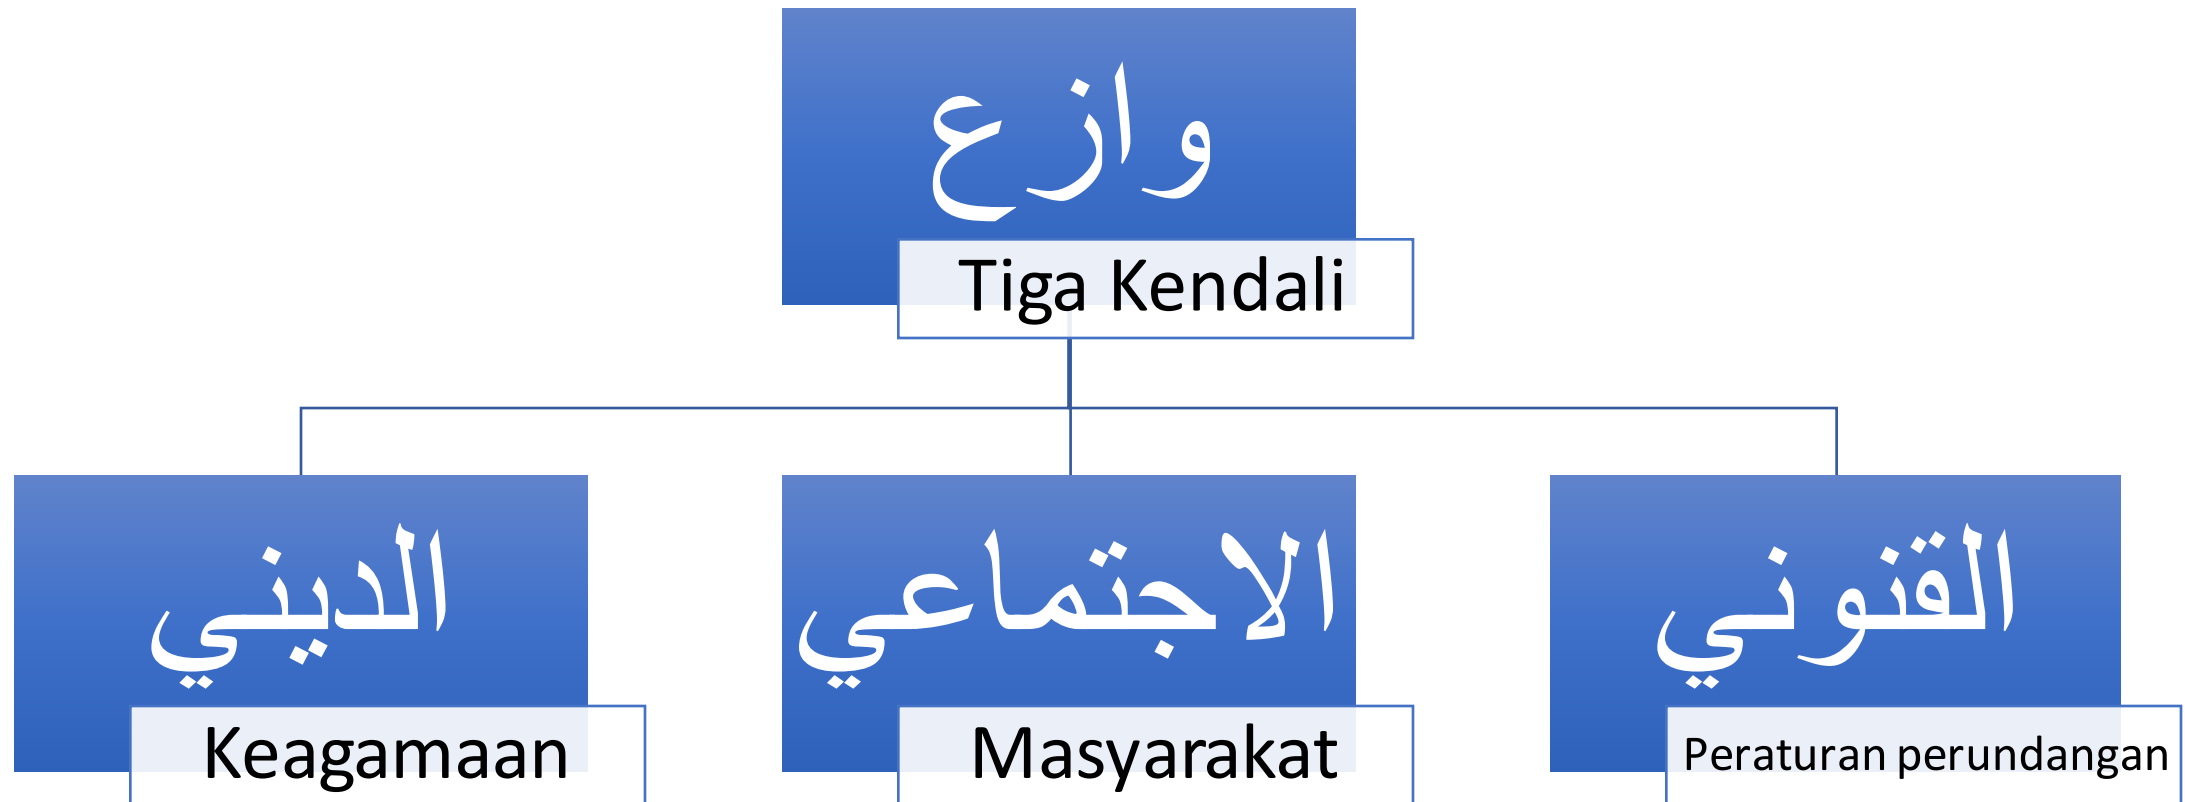 وازع
Tiga Kendali
الديني
Keagamaan
الاجتماعي
Masyarakat
القنوني
Peraturan perundangan